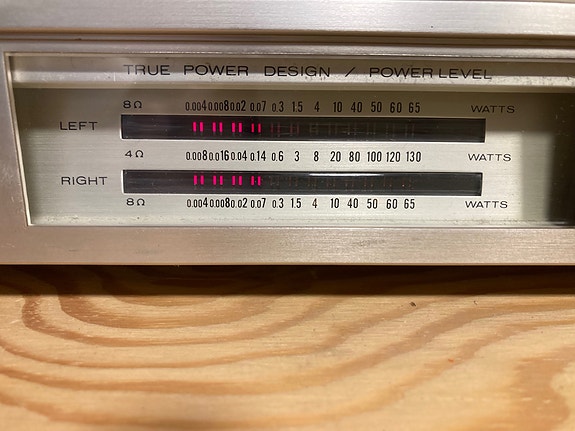 TRUE POWER DESIGN / POWER LEVEL
8Ω 0.004 0.008 0.02 0.07 0.3 1.5 4 10 40 50 60 65 WATTS
LEFT
4Ω 0.008 0.016 0.04 0.14 0.6 3 8 20 80 100 120 130 WATTS
RIGHT
8Ω 0.004 0.008 0.02 0.07 0.3 1.5 4 10 40 50 60 65 WATTS